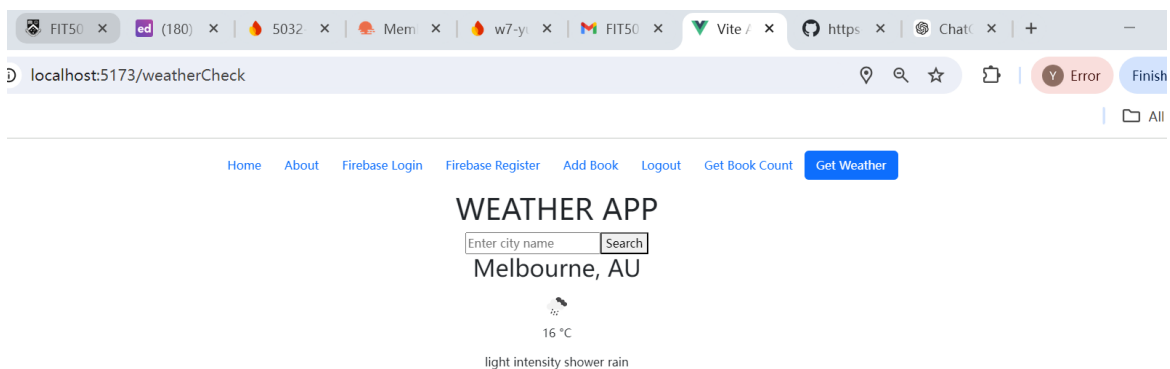 FIT50 ed (180) 5032- Mem w7-y FIT50 Vite / https ChatG
localhost:5173/weatherCheck Y Error Finish
All
Home About Firebase Login Firebase Register Add Book Logout Get Book Count Get Weather
WEATHER APP
Enter city name Search
Melbourne, AU
16 °C
light intensity shower rain